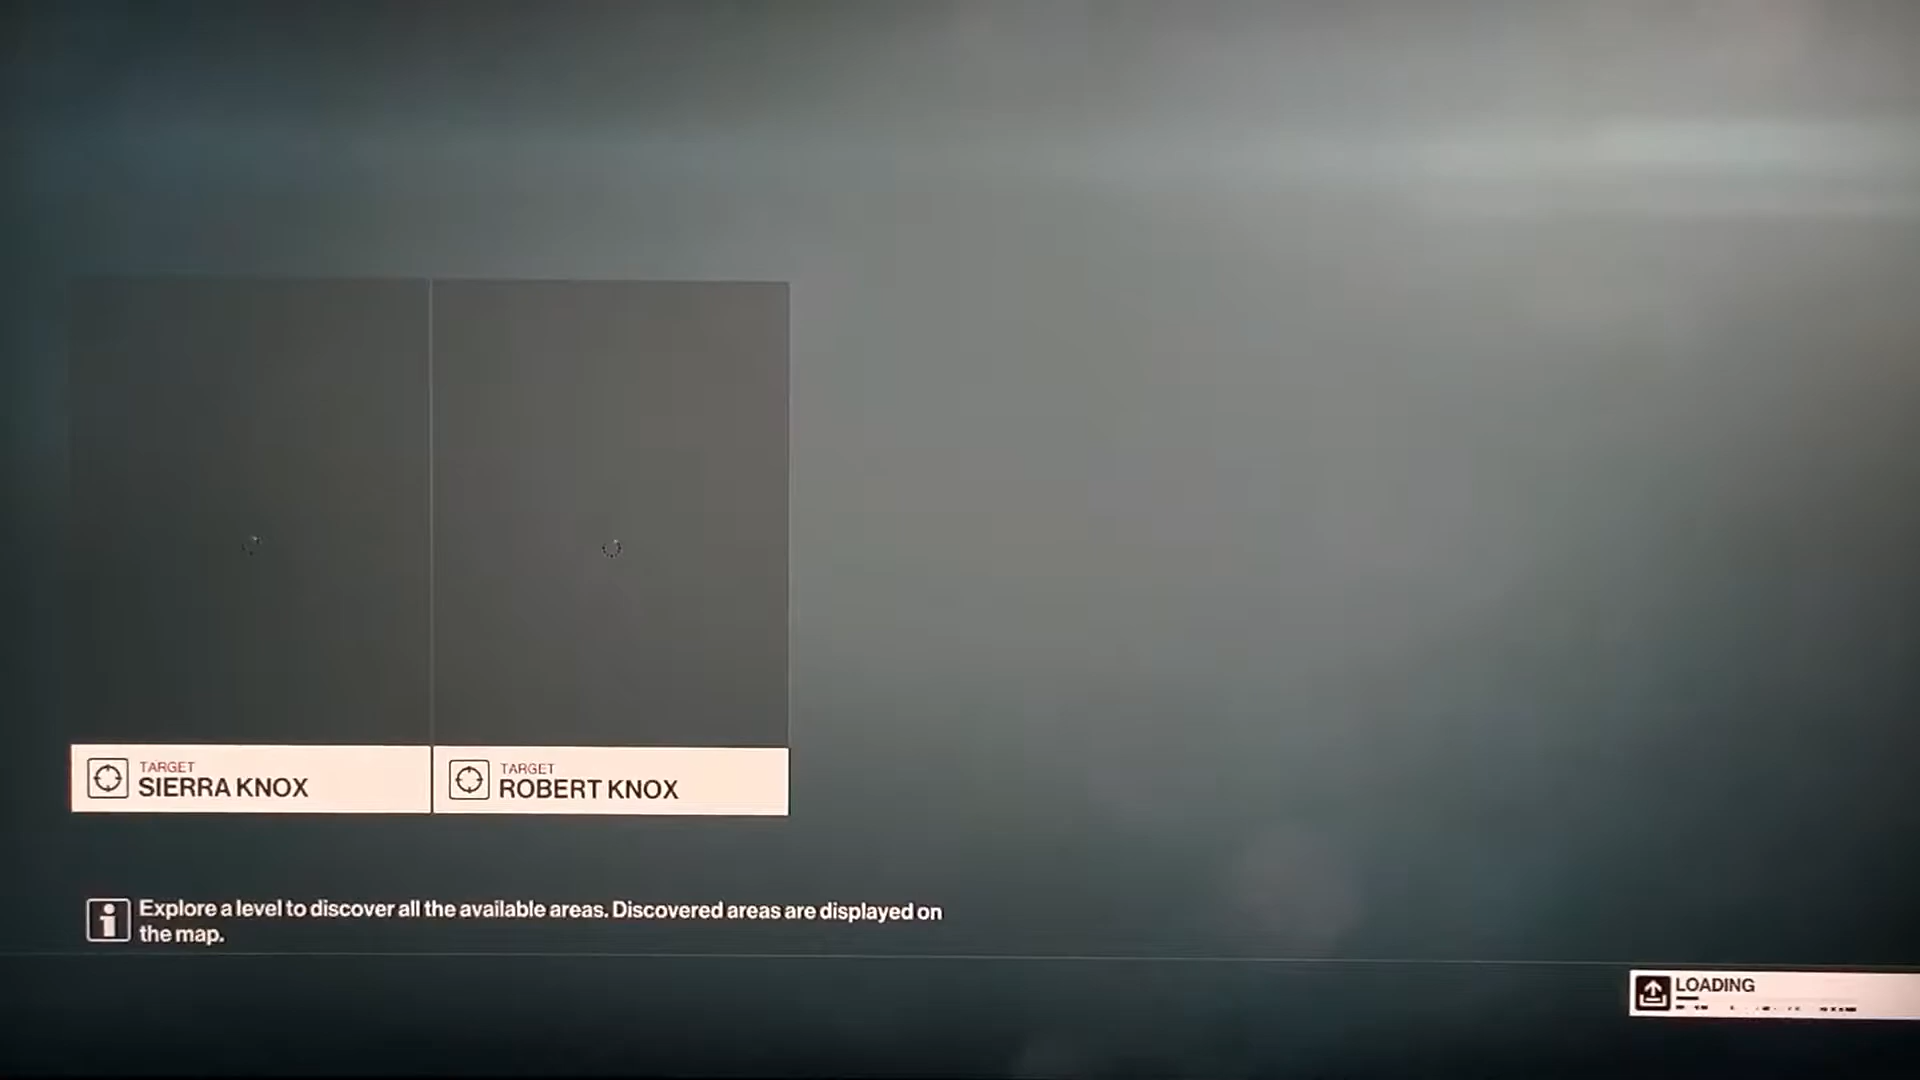 TARGET
SIERRA KNOX
TARGET
ROBERT KNOX
Explore a level to discover all the available areas. Discovered areas are displayed on
the map.
LOADING